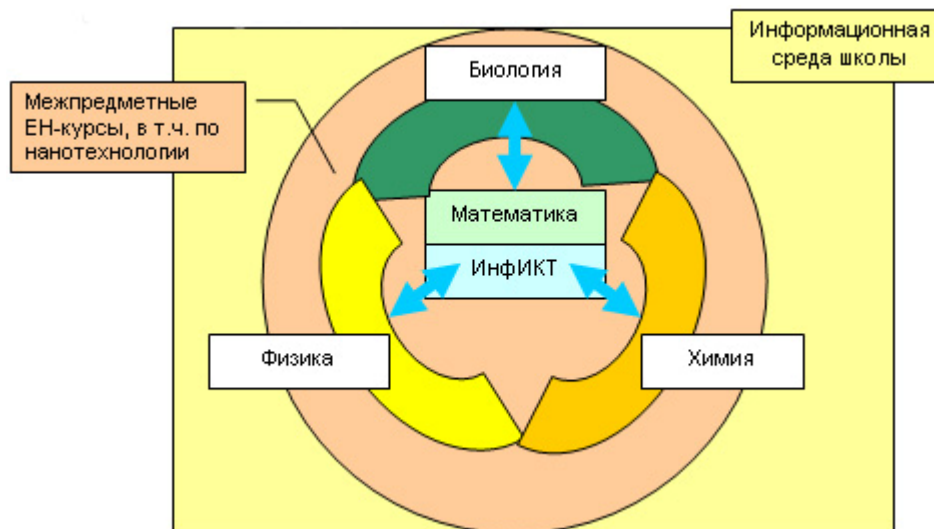 Информационная
среда школы
Биология
Межпредметные
ЕН-курсы, в т.ч. по
нанотехнологии
Математика
ИнфИКТ
Физика
Химия